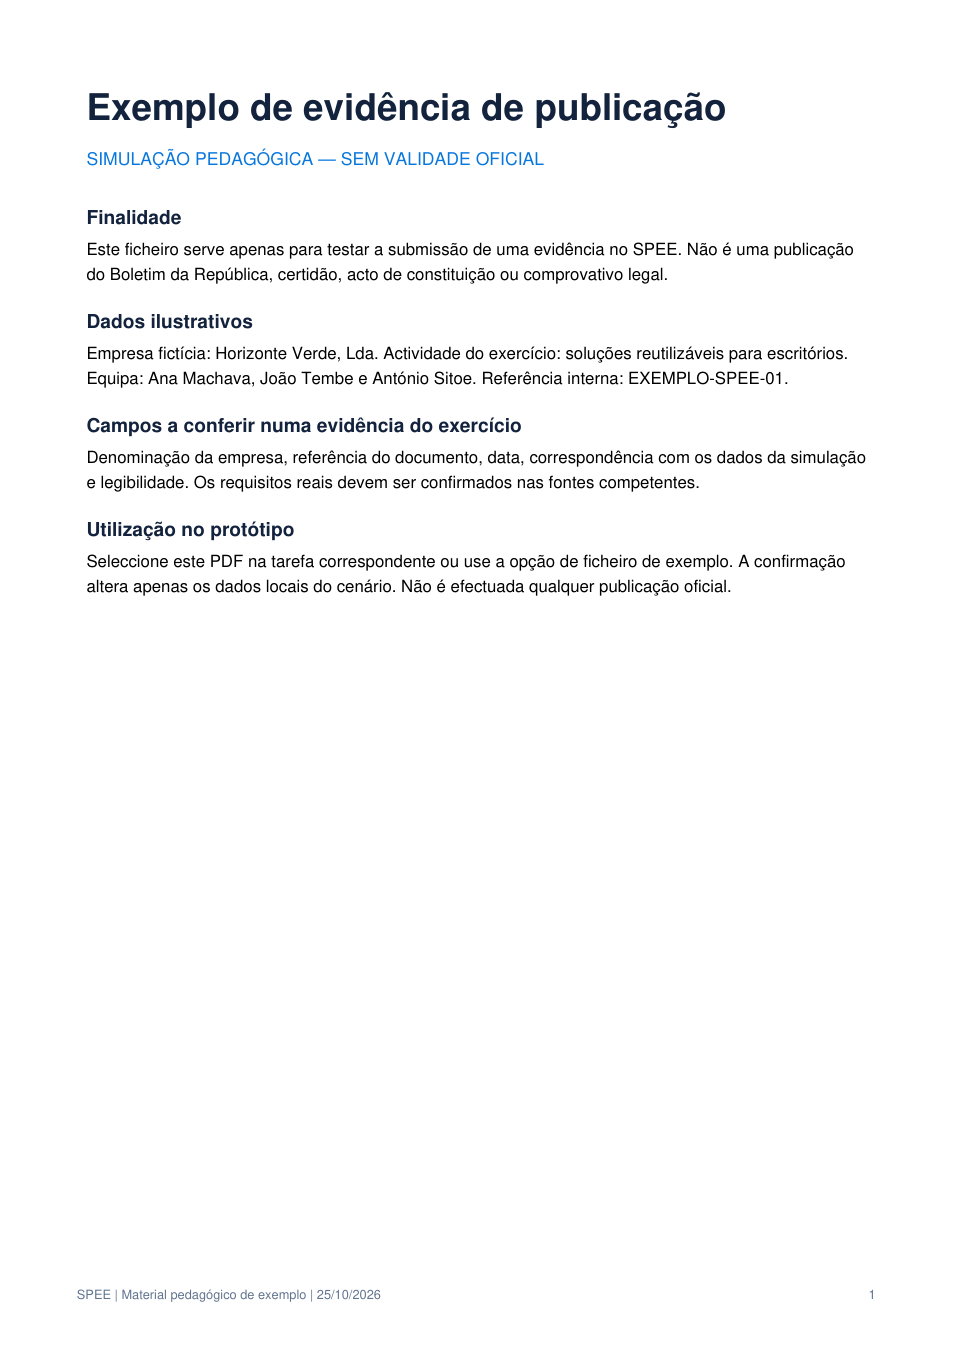 Exemplo de evidência de publicação
SIMULAÇÃO PEDAGÓGICA — SEM VALIDADE OFICIAL
Finalidade
Este ficheiro serve apenas para testar a submissão de uma evidência no SPEE. Não é uma publicação
do Boletim da República, certidão, acto de constituição ou comprovativo legal.
Dados ilustrativos
Empresa fictícia: Horizonte Verde, Lda. Actividade do exercício: soluções reutilizáveis para escritórios.
Equipa: Ana Machava, João Tembe e António Sitoe. Referência interna: EXEMPLO-SPEE-01.
Campos a conferir numa evidência do exercício
Denominação da empresa, referência do documento, data, correspondência com os dados da simulação
e legibilidade. Os requisitos reais devem ser confirmados nas fontes competentes.
Utilização no protótipo
Seleccione este PDF na tarefa correspondente ou use a opção de ficheiro de exemplo. A confirmação
altera apenas os dados locais do cenário. Não é efectuada qualquer publicação oficial.
SPEE | Material pedagógico de exemplo | 25/10/2026 1